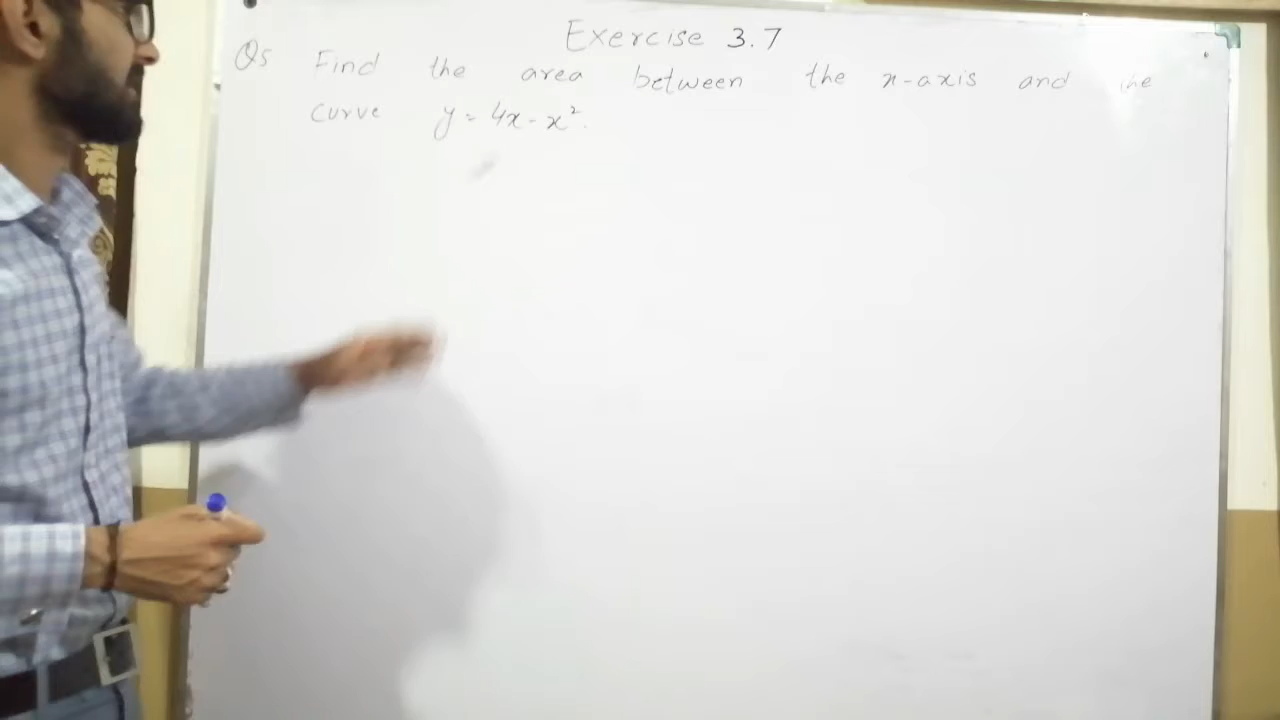 Exercise 3.7
Q5 Find the area between the x-axis and the
curve y = 4x - x².